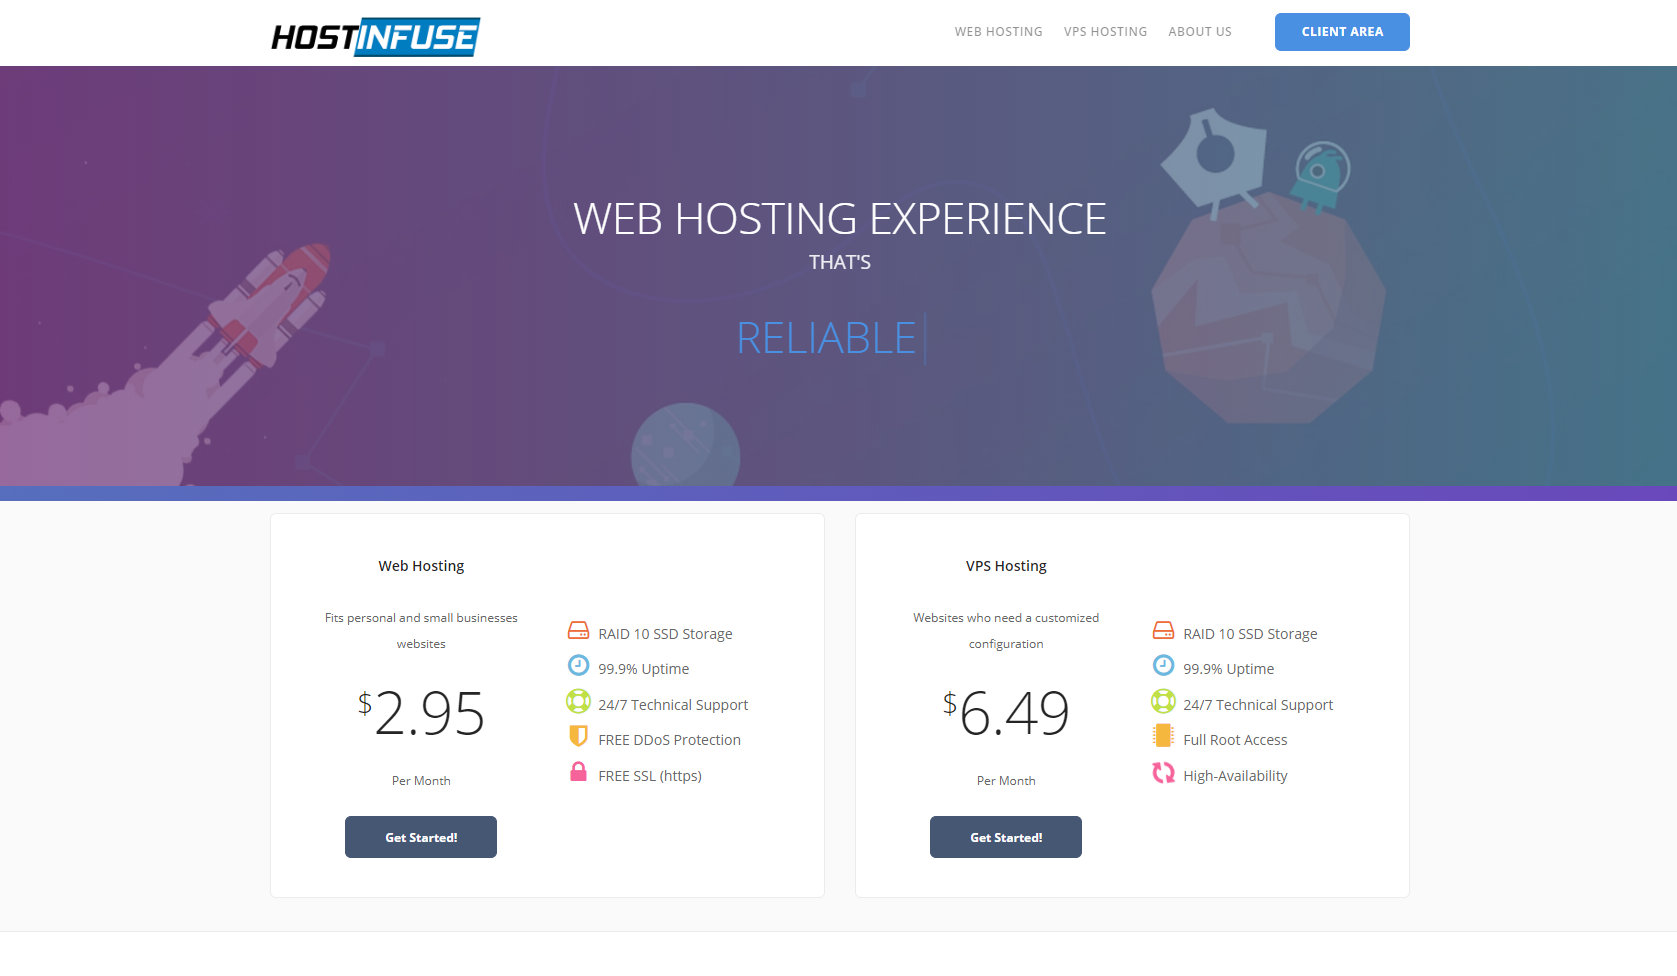 HOSTINFUSE
WEB HOSTING
VPS HOSTING
ABOUT US
CLIENT AREA
WEB HOSTING EXPERIENCE
THAT'S
RELIABLE
Web Hosting
Fits personal and small businesses
websites
$2.95
Per Month
Get Started!
RAID 10 SSD Storage
99.9% Uptime
24/7 Technical Support
FREE DDoS Protection
FREE SSL (https)
VPS Hosting
Websites who need a customized
configuration
$6.49
Per Month
Get Started!
RAID 10 SSD Storage
99.9% Uptime
24/7 Technical Support
Full Root Access
High-Availability